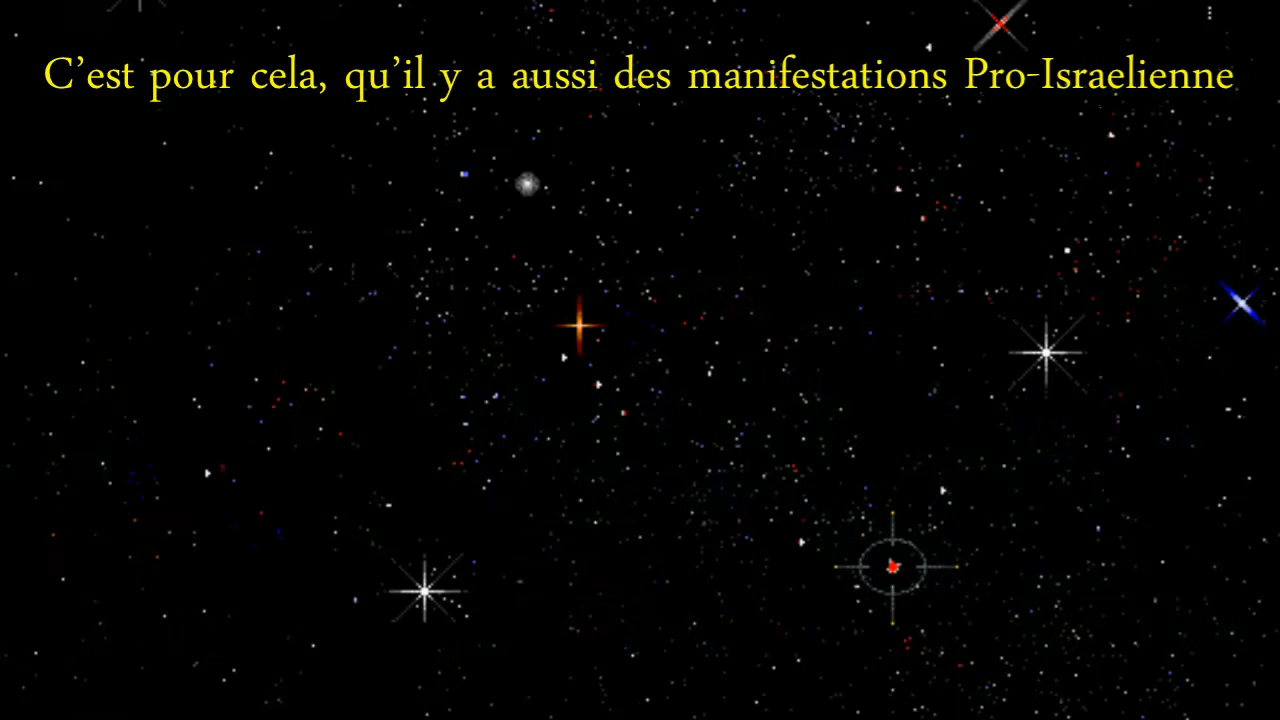 C’est pour cela, qu’il y a aussi des manifestations Pro-Israelienne